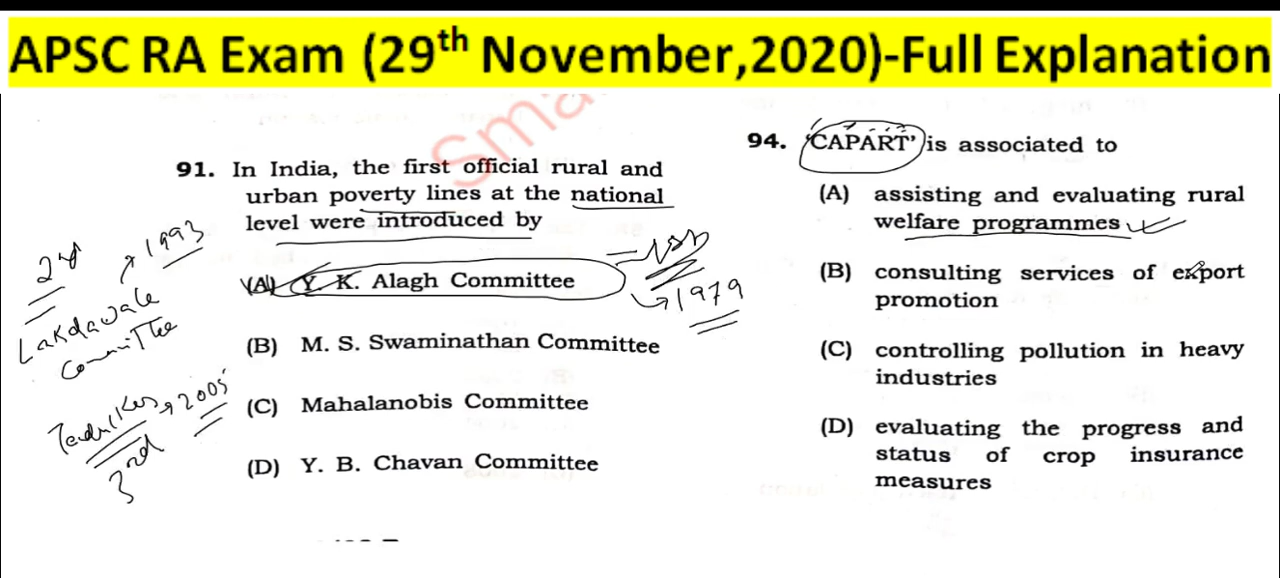 APSC RA Exam (29th November,2020)-Full Explanation
Sma
91. In India, the first official rural and
urban poverty lines at the national
level were introduced by
(A) Y. K. Alagh Committee
(B) M. S. Swaminathan Committee
(C) Mahalanobis Committee
(D) Y. B. Chavan Committee
1st
1979
2nd
1993
Lakdawala
Committee
2005
3rd
94. 'CAPART' is associated to
(A) assisting and evaluating rural
welfare programmes
(B) consulting services of export
promotion
(C) controlling pollution in heavy
industries
(D) evaluating the progress and
status of crop insurance
measures